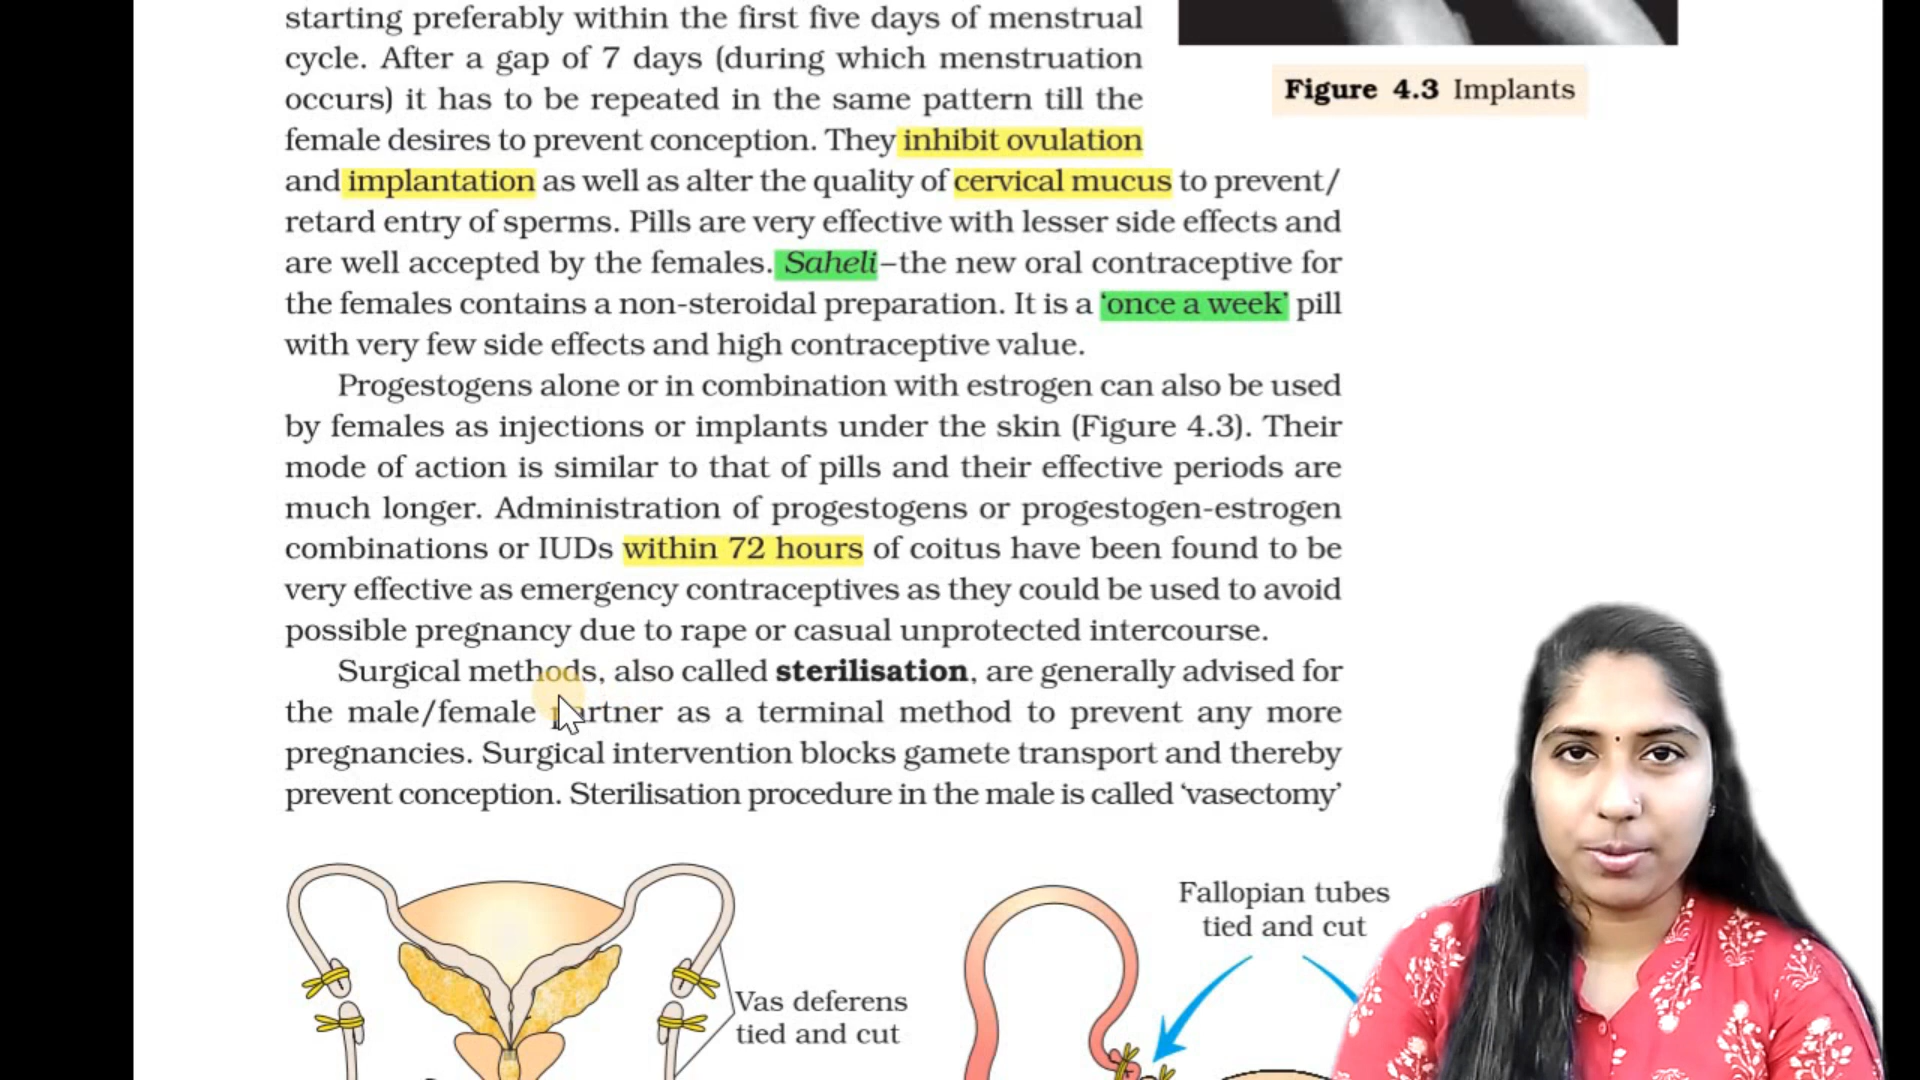 starting preferably within the first five days of menstrual
cycle. After a gap of 7 days (during which menstruation
occurs) it has to be repeated in the same pattern till the
female desires to prevent conception. They inhibit ovulation
and implantation as well as alter the quality of cervical mucus to prevent/
retard entry of sperms. Pills are very effective with lesser side effects and
are well accepted by the females. Saheli–the new oral contraceptive for
the females contains a non-steroidal preparation. It is a ‘once a week’ pill
with very few side effects and high contraceptive value.
Progestogens alone or in combination with estrogen can also be used
by females as injections or implants under the skin (Figure 4.3). Their
mode of action is similar to that of pills and their effective periods are
much longer. Administration of progestogens or progestogen-estrogen
combinations or IUDs within 72 hours of coitus have been found to be
very effective as emergency contraceptives as they could be used to avoid
possible pregnancy due to rape or casual unprotected intercourse.
Surgical methods, also called sterilisation, are generally advised for
the male/female partner as a terminal method to prevent any more
pregnancies. Surgical intervention blocks gamete transport and thereby
prevent conception. Sterilisation procedure in the male is called ‘vasectomy’
Figure 4.3 Implants
Vas deferens
tied and cut
Fallopian tubes
tied and cut